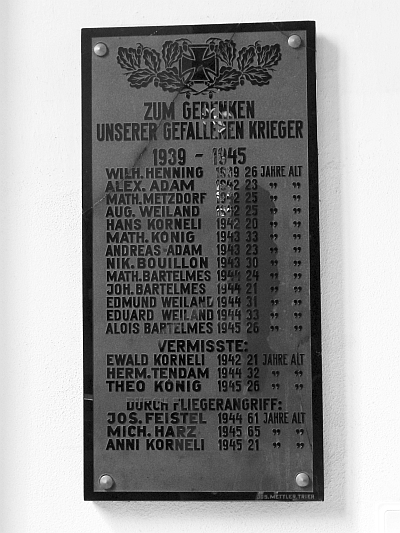 ZUM GEDENKEN
UNSERER GEFALLENEN KRIEGER
1939 - 1945
WILH. HENNING 1939 26 JAHRE ALT
ALEX. ADAM 1942 23 " "
MATH. METZDORF 1942 25 " "
AUG. WEILAND 1942 25 " "
HANS KORNELI 1942 20 " "
MATH. KÖNIG 1943 33 " "
ANDREAS ADAM 1943 23 " "
NIK. BOUILLON 1943 30 " "
MATH. BARTELMES 1944 24 " "
JOH. BARTELMES 1944 21 " "
EDMUND WEILAND 1944 31 " "
EDUARD WEILAND 1944 33 " "
ALOIS BARTELMES 1945 26 " "
VERMISSTE:
EWALD KORNELI 1942 21 JAHRE ALT
HERM. TENDAM 1944 32 " "
THEO KÖNIG 1945 26 " "
DURCH FLIEGERANGRIFF:
JOS. FEISTEL 1944 61 JAHRE ALT
MICH. HARZ 1945 65 " "
ANNI KORNELI 1945 21 " "
JOS. METTLER, TRIER